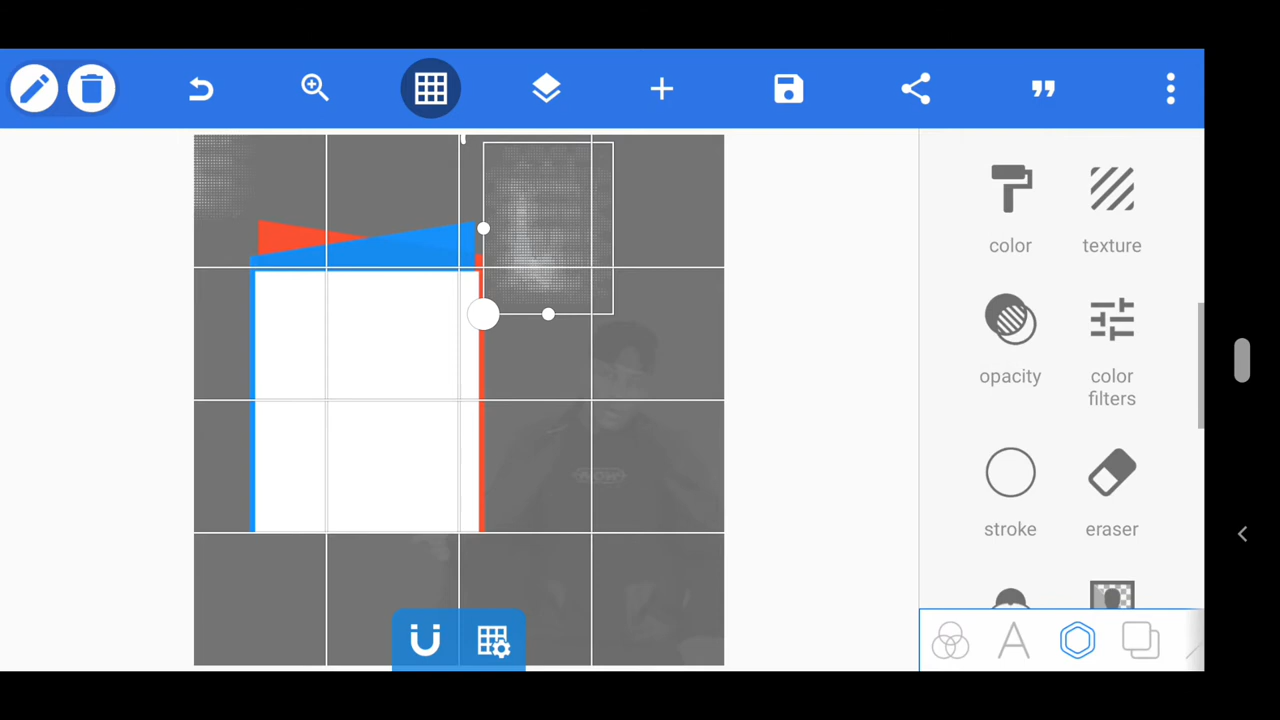 color
texture
opacity
color
filters
stroke
eraser